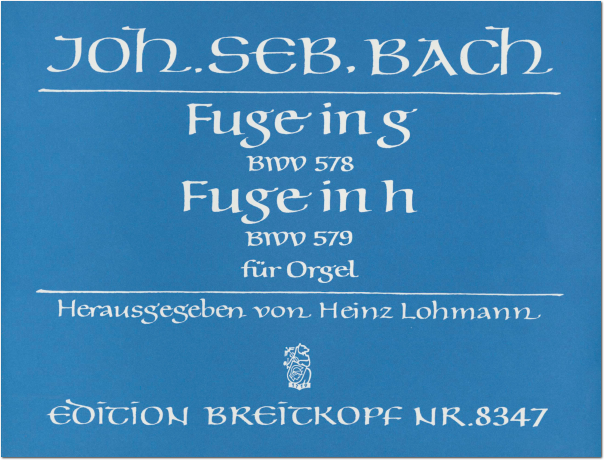 Joh. Seb. Bach
Fuge in g
BWV 578
Fuge in h
BWV 579
für Orgel
Herausgegeben von Heinz Lohmann
Edition Breitkopf Nr. 8347